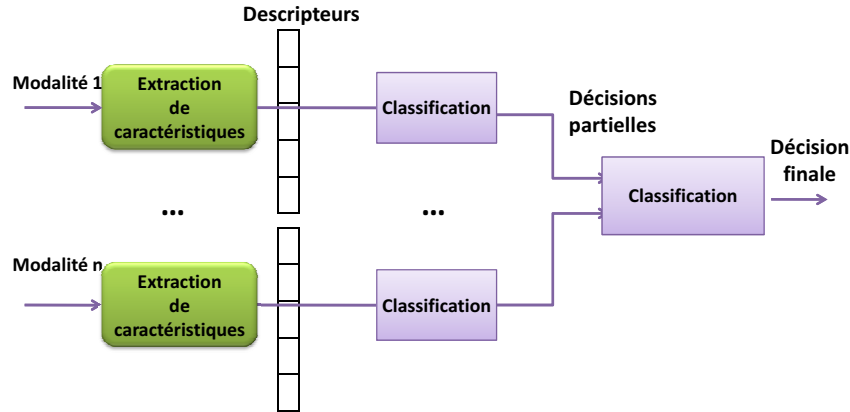 Descripteurs
Modalité 1
Extraction
de
caractéristiques
Classification
Décisions
partielles
Classification
Décision
finale
...
...
Modalité n
Extraction
de
caractéristiques
Classification